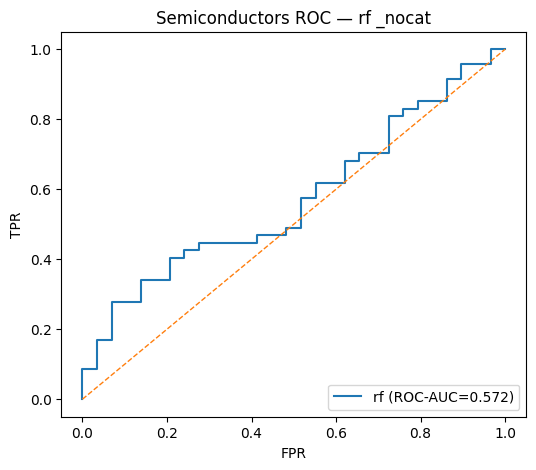 Semiconductors ROC — rf _nocat
TPR
1.0
0.8
0.6
0.4
0.2
0.0
rf (ROC-AUC=0.572)
0.0 0.2 0.4 0.6 0.8 1.0
FPR